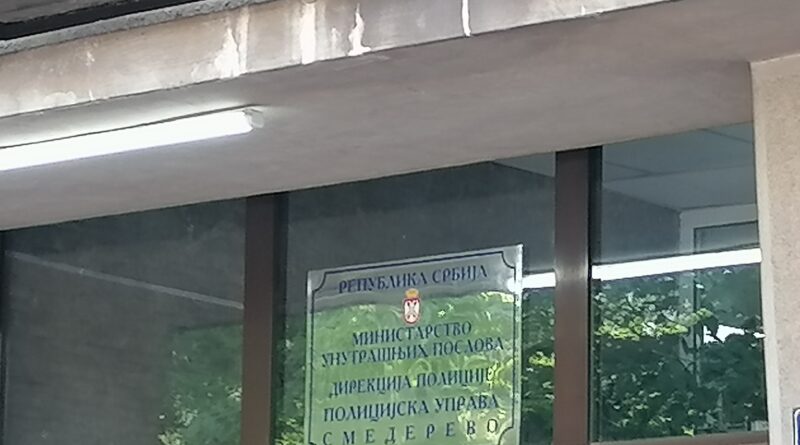 РЕПУБЛИКА СРБИЈА
МИНИСТАРСТВО
УНУТРАШЊИХ ПОСЛОВА
ДИРЕКЦИЈА ПОЛИЦИЈЕ
ПОЛИЦИЈСКА УПРАВА
СМЕДЕРЕВО